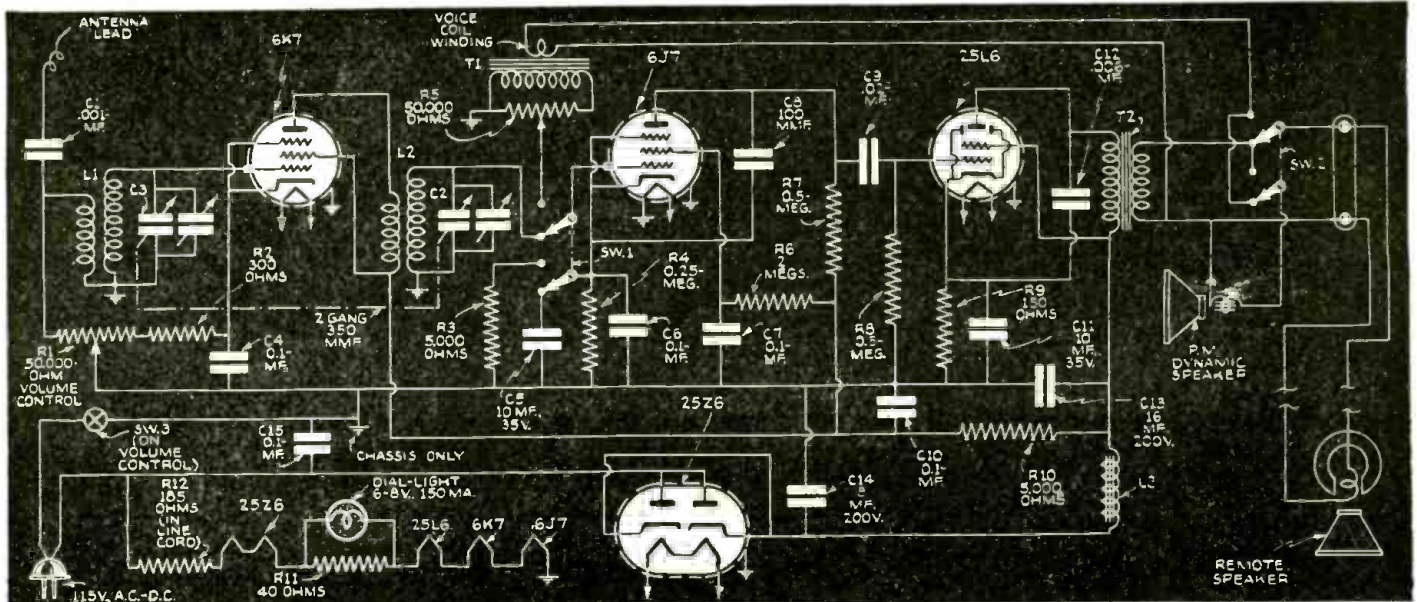 ANTENNA
LEAD
6K7
VOICE
COIL
WINDING
T1
6J7
25L6
C1
.001-
MF.
R5
50,000
OHMS
C8
100
MMF.
C9
C12
MF.
T2
L1
C3
L2
C2
R7
0.5-
MEG.
SW.2
R2
300
OHMS
SW.1
R4
0.25-
MEG.
R6
2
MEGS.
2 GANG
350
MMF.
R3
5,000
OHMS
C6
0.1-
MF.
C7
0.1-
MF.
R8
0.5-
MEG.
R9
150
OHMS
C11
10
MF.
35V.
P.M.
DYNAMIC
SPEAKER
R1
50,000-
OHM
VOLUME
CONTROL
C4
0.1-
MF.
C5
10 MF.
35V.
25Z6
C13
16
MF.
200V.
SW.3
(ON
VOLUME
CONTROL)
C15
0.1-
MF.
CHASSIS ONLY
C10
0.1-
MF.
R10
5,000
OHMS
L3
R12
185
OHMS
(IN
LINE
CORD)
25Z6
DIAL-LIGHT
6-8V. 150 MA.
25L6
6K7
6J7
C14
8
MF.
200V.
R11
40 OHMS
115V. A.C.-D.C.
REMOTE
SPEAKER